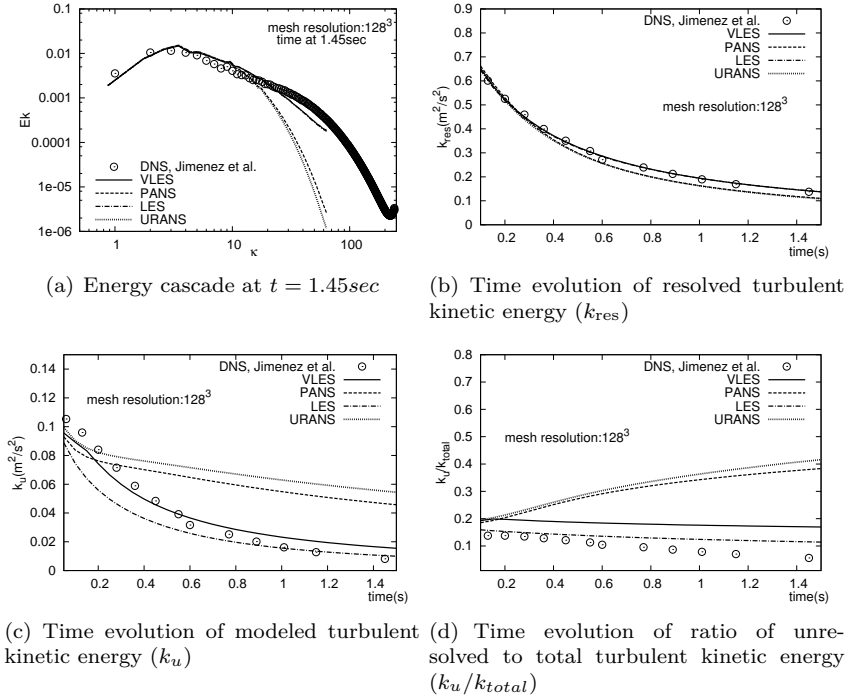 0.1
0.01
0.001
0.0001
1e-05
1e-06
Ek
1
10
100
κ
mesh resolution:128³
time at 1.45sec
DNS, Jimenez et al.
VLES
PANS
LES
URANS
(a) Energy cascade at t = 1.45sec
1
0.9
0.8
0.7
0.6
0.5
0.4
0.3
0.2
0.1
0
k_res(m²/s²)
0.2
0.4
0.6
0.8
1
1.2
1.4
time(s)
DNS, Jimenez et al.
VLES
PANS
LES
URANS
mesh resolution:128³
(b) Time evolution of resolved turbulent
kinetic energy (k_res)
0.14
0.12
0.1
0.08
0.06
0.04
0.02
0
k_u(m²/s²)
0.2
0.4
0.6
0.8
1
1.2
1.4
time(s)
DNS, Jimenez et al.
VLES
PANS
LES
URANS
mesh resolution:128³
(c) Time evolution of modeled turbulent
kinetic energy (k_u)
0.8
0.7
0.6
0.5
0.4
0.3
0.2
0.1
k_u/k_total
0.2
0.4
0.6
0.8
1
1.2
1.4
time(s)
DNS, Jimenez et al.
VLES
PANS
LES
URANS
mesh resolution:128³
(d) Time evolution of ratio of unre-
solved to total turbulent kinetic energy
(k_u/k_total)